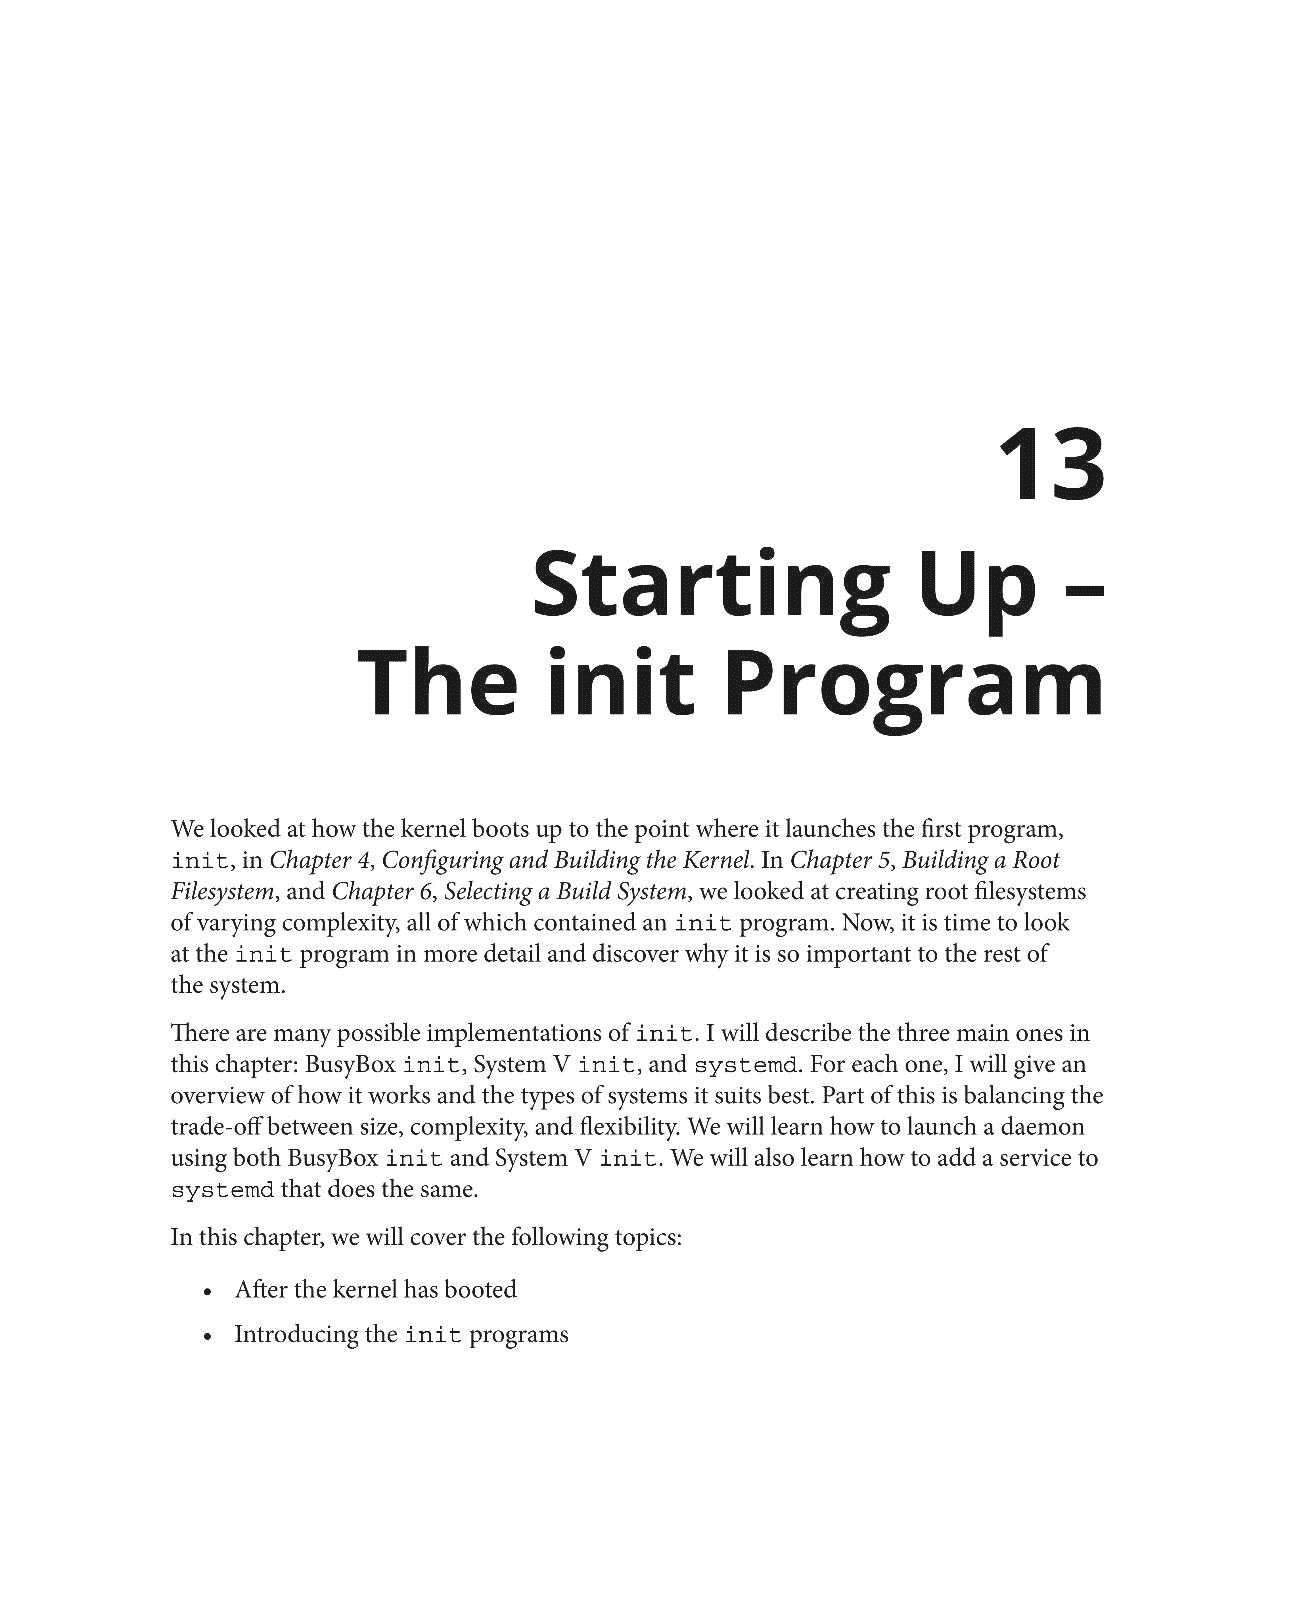 13
Starting Up –
The init Program
We looked at how the kernel boots up to the point where it launches the first program,
init, in Chapter 4, Configuring and Building the Kernel. In Chapter 5, Building a Root
Filesystem, and Chapter 6, Selecting a Build System, we looked at creating root filesystems
of varying complexity, all of which contained an init program. Now, it is time to look
at the init program in more detail and discover why it is so important to the rest of
the system.
There are many possible implementations of init. I will describe the three main ones in
this chapter: BusyBox init, System V init, and systemd. For each one, I will give an
overview of how it works and the types of systems it suits best. Part of this is balancing the
trade-off between size, complexity, and flexibility. We will learn how to launch a daemon
using both BusyBox init and System V init. We will also learn how to add a service to
systemd that does the same.
In this chapter, we will cover the following topics:
• After the kernel has booted
• Introducing the init programs